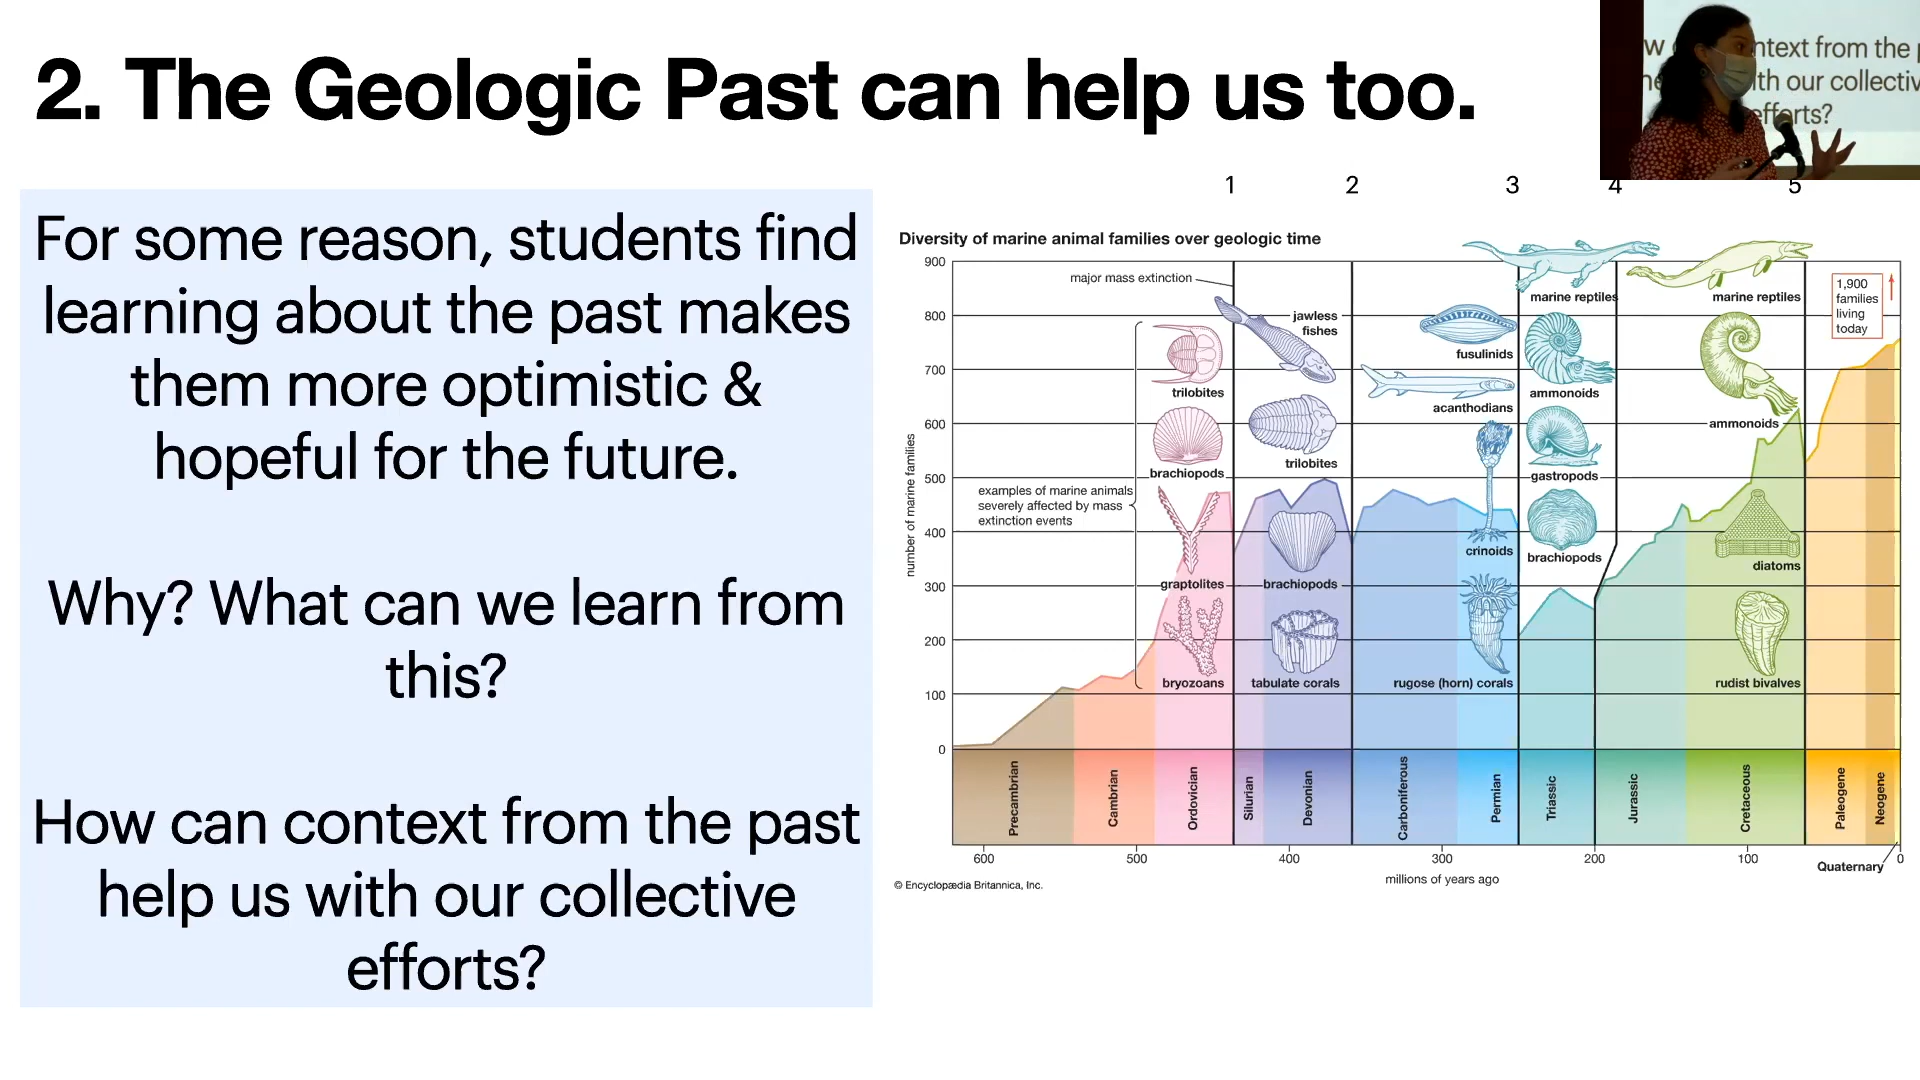 2. The Geologic Past can help us too.
For some reason, students find
learning about the past makes
them more optimistic &
hopeful for the future.
Why? What can we learn from
this?
How can context from the past
help us with our collective
efforts?
ntext from the
th our collectiv
efforts?
1 2 3 4 5
Diversity of marine animal families over geologic time
number of marine families
900
800
700
600
500
400
300
200
100
0
major mass extinction
examples of marine animals
severely affected by mass
extinction events
trilobites
brachiopods
graptolites
bryozoans
jawless
fishes
trilobites
brachiopods
tabulate corals
fusulinids
acanthodians
crinoids
rugose (horn) corals
marine reptiles
ammonoids
gastropods
brachiopods
marine reptiles
ammonoids
diatoms
rudist bivalves
1,900
families
living
today
Precambrian
Cambrian
Ordovician
Silurian
Devonian
Carboniferous
Permian
Triassic
Jurassic
Cretaceous
Paleogene
Neogene
Quaternary
600 500 400 300 200 100 0
millions of years ago
© Encyclopædia Britannica, Inc.